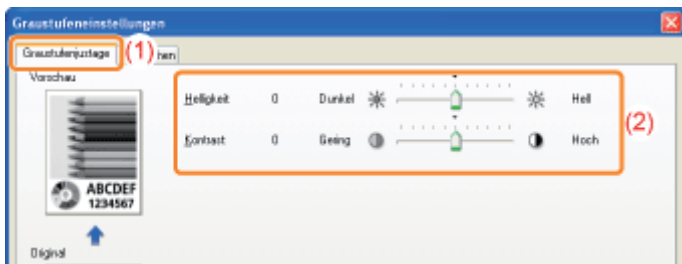 Graustufeneinstellungen
Graustufenjustage (1) hen
Vorschau
Helligkeit 0 Dunkel Hell
(2)
Kontrast 0 Gering Hoch
ABCDEF
1234567
Original